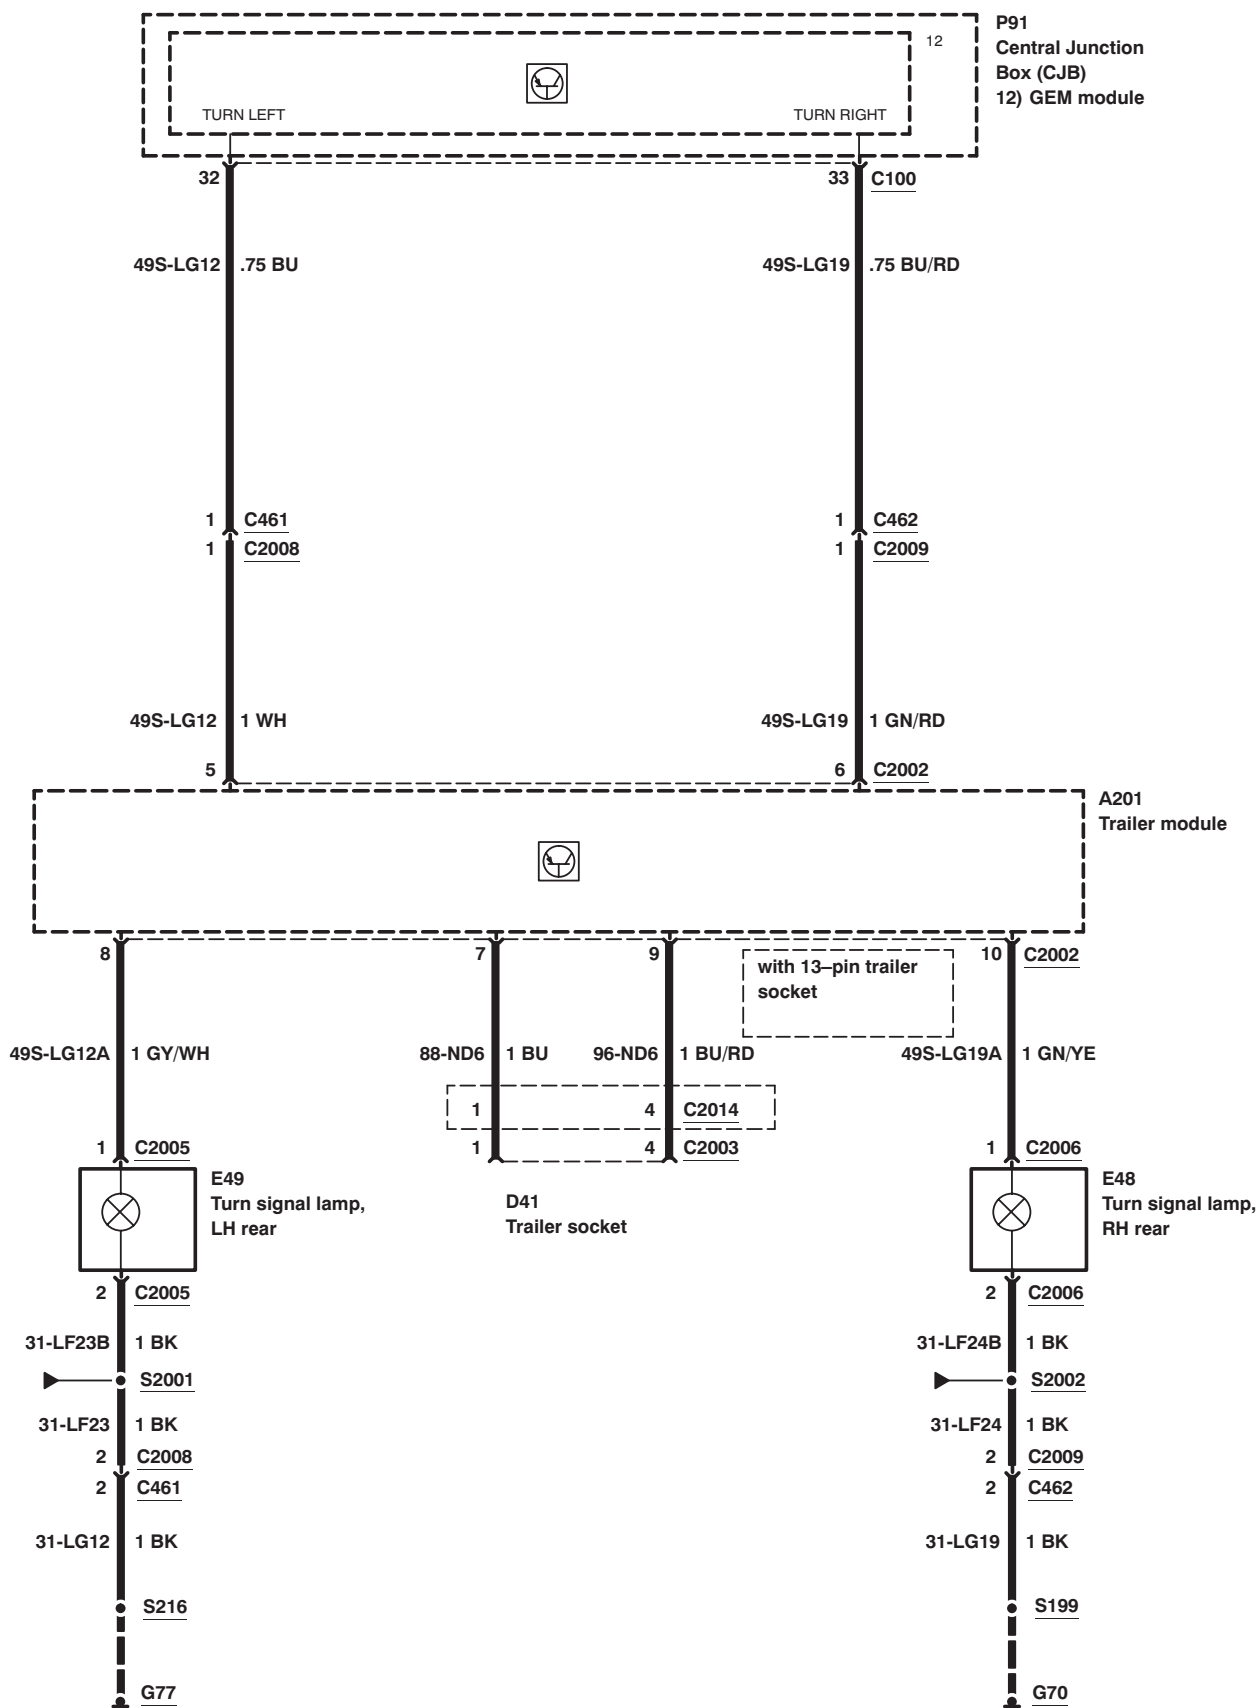 P91
Central Junction
Box (CJB)
12) GEM module
12
TURN LEFT
TURN RIGHT
32
33 C100
49S-LG12 .75 BU
49S-LG19 .75 BU/RD
1 C461
1 C462
1 C2008
1 C2009
49S-LG12 1 WH
49S-LG19 1 GN/RD
5
6 C2002
A201
Trailer module
8
7
9
10 C2002
with 13–pin trailer
socket
49S-LG12A 1 GY/WH
88-ND6 1 BU
96-ND6 1 BU/RD
49S-LG19A 1 GN/YE
1
4 C2014
1 C2005
1
4 C2003
1 C2006
E49
Turn signal lamp,
LH rear
D41
Trailer socket
E48
Turn signal lamp,
RH rear
2 C2005
2 C2006
31-LF23B 1 BK
31-LF24B 1 BK
S2001
S2002
31-LF23 1 BK
31-LF24 1 BK
2 C2008
2 C2009
2 C461
2 C462
31-LG12 1 BK
31-LG19 1 BK
S216
S199
G77
G70